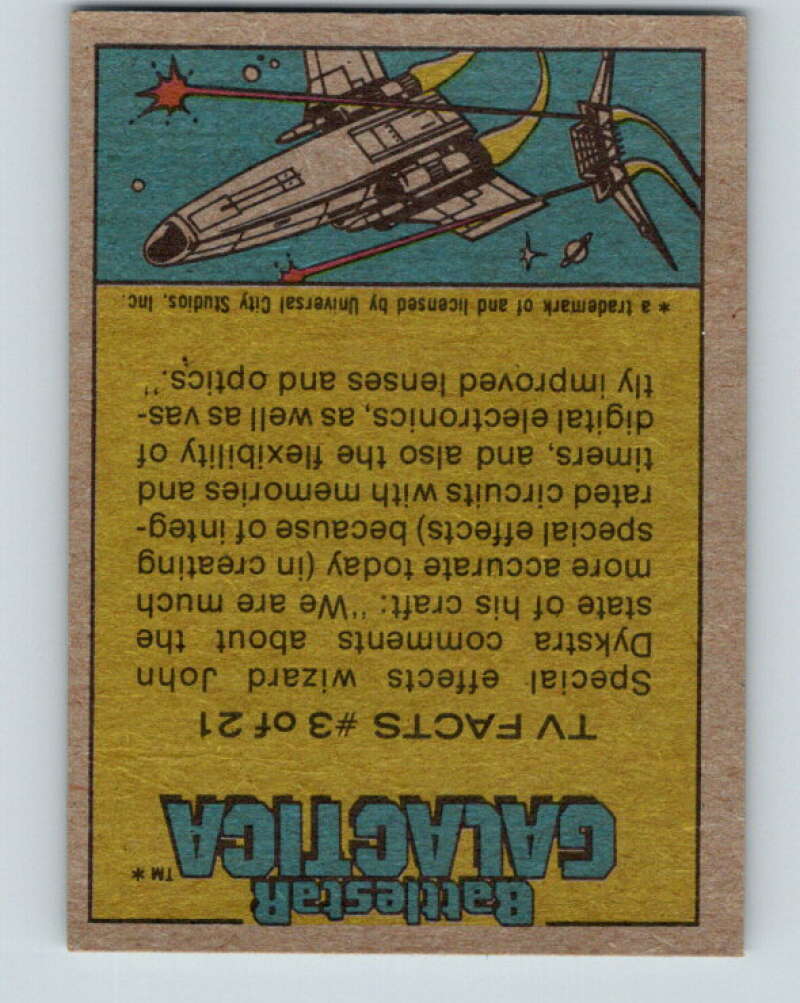 BattlestaR
GALACTICA
TM*
TV FACTS #3 of 21
Special effects wizard John
Dykstra comments about the
state of his craft: "We are much
more accurate today (in creating
special effects) because of integ-
rated circuits with memories and
timers, and also the flexibility of
digital electronics, as well as vas-
tly improved lenses and optics."
* a trademark of and licensed by Universal City Studios, Inc.